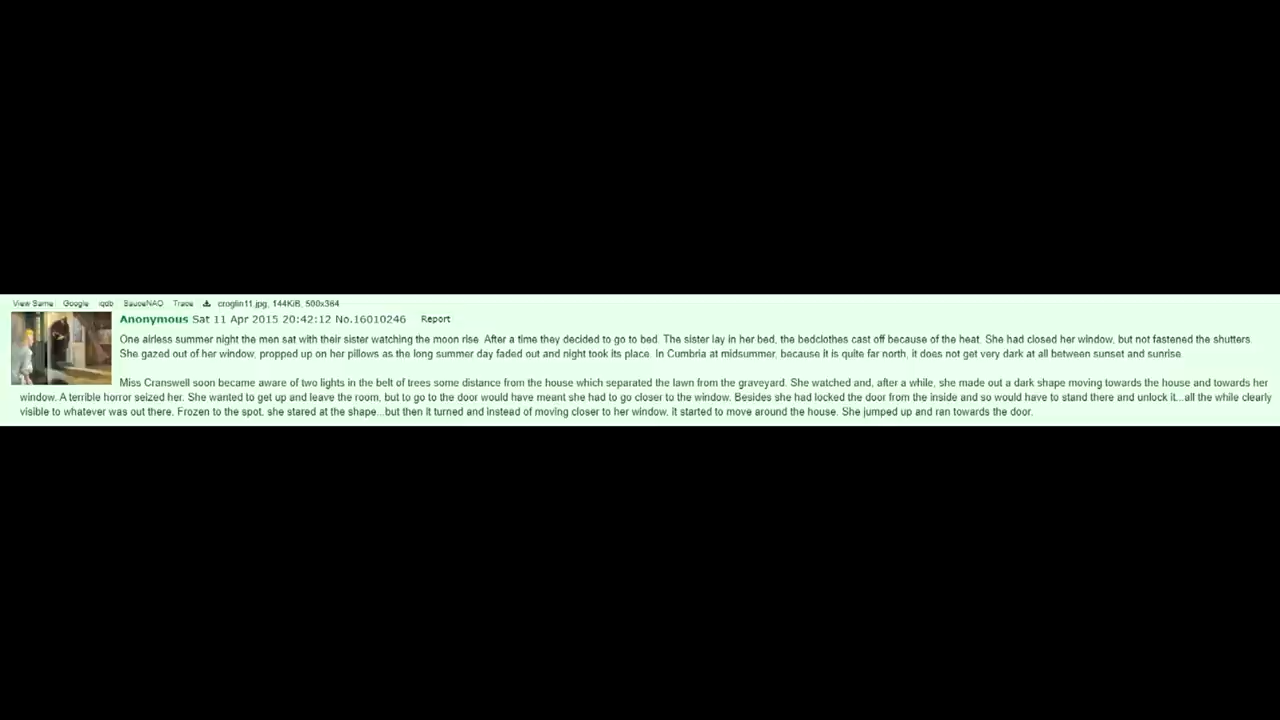 View Same Google iqdb SauceNAO Trace croglin11.jpg, 144KiB, 500x364
Anonymous Sat 11 Apr 2015 20:42:12 No.16010246 Report
One airless summer night the men sat with their sister watching the moon rise. After a time they decided to go to bed. The sister lay in her bed, the bedclothes cast off because of the heat. She had closed her window, but not fastened the shutters.
She gazed out of her window, propped up on her pillows as the long summer day faded out and night took its place. In Cumbria at midsummer, because it is quite far north, it does not get very dark at all between sunset and sunrise.
Miss Cranswell soon became aware of two lights in the belt of trees some distance from the house which separated the lawn from the graveyard. She watched and, after a while, she made out a dark shape moving towards the house and towards her
window. A terrible horror seized her. She wanted to get up and leave the room, but to go to the door would have meant she had to go closer to the window. Besides she had locked the door from the inside and so would have to stand there and unlock it...all the while clearly
visible to whatever was out there. Frozen to the spot, she stared at the shape...but then it turned and instead of moving closer to her window, it started to move around the house. She jumped up and ran towards the door.